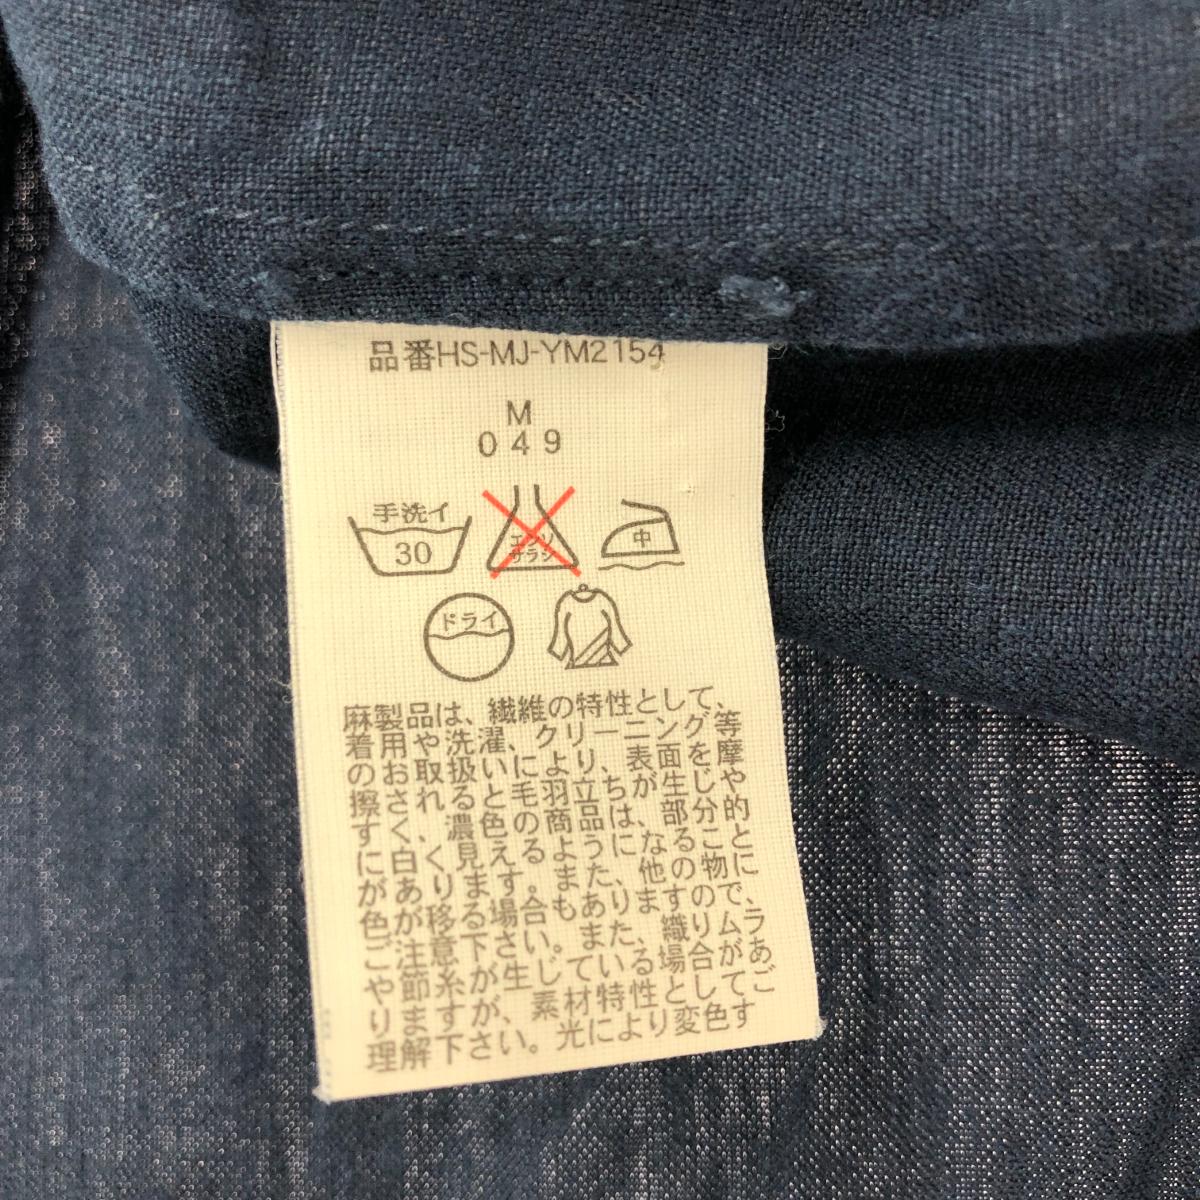 品番HS-MJ-YM2154
M
049
手洗イ
30
エンソ
サラシ
中
ドライ
麻製品は、繊維の特性として、
着用や洗濯、クリーニング等
のお取扱いにより、表面を摩
擦されると毛羽立ちが生じや
すく、濃色の商品は、部分的
に白く見えるようになること
があります。また、他の物に、
色が移る場合もありますので、
ご注意下さい。また、織りムラ
や節糸が生じている場合があ
りますが、素材特性としてご
理解下さい。光により変色す